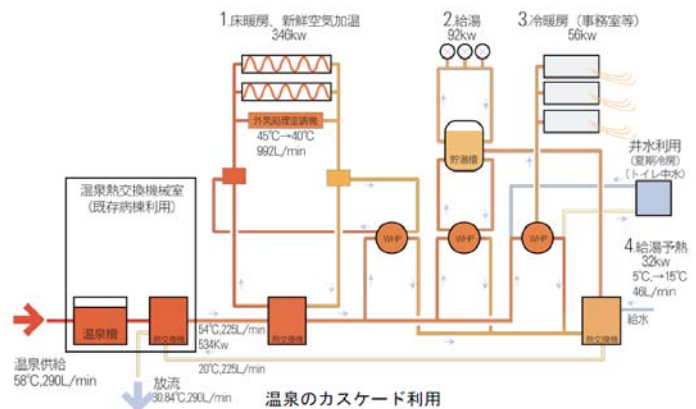 1.床暖房、新鮮空気加温
346kw
外気処理空調機
45℃→40℃
992L/min
2.給湯
92kw
貯湯槽
3.冷暖房（事務室等）
56kw
井水利用
(夏期冷房)
(トイレ中水)
温泉熱交換機械室
(既存病棟利用)
WHP
WHP
WHP
4.給湯予熱
32kw
5℃,→15℃
46L/min
給水
温泉槽
熱交換機
54℃,225L/min
534Kw
熱交換機
熱交換機
20℃,225L/min
温泉供給
58℃,290L/min
放流
30.84℃,290L/min
温泉のカスケード利用